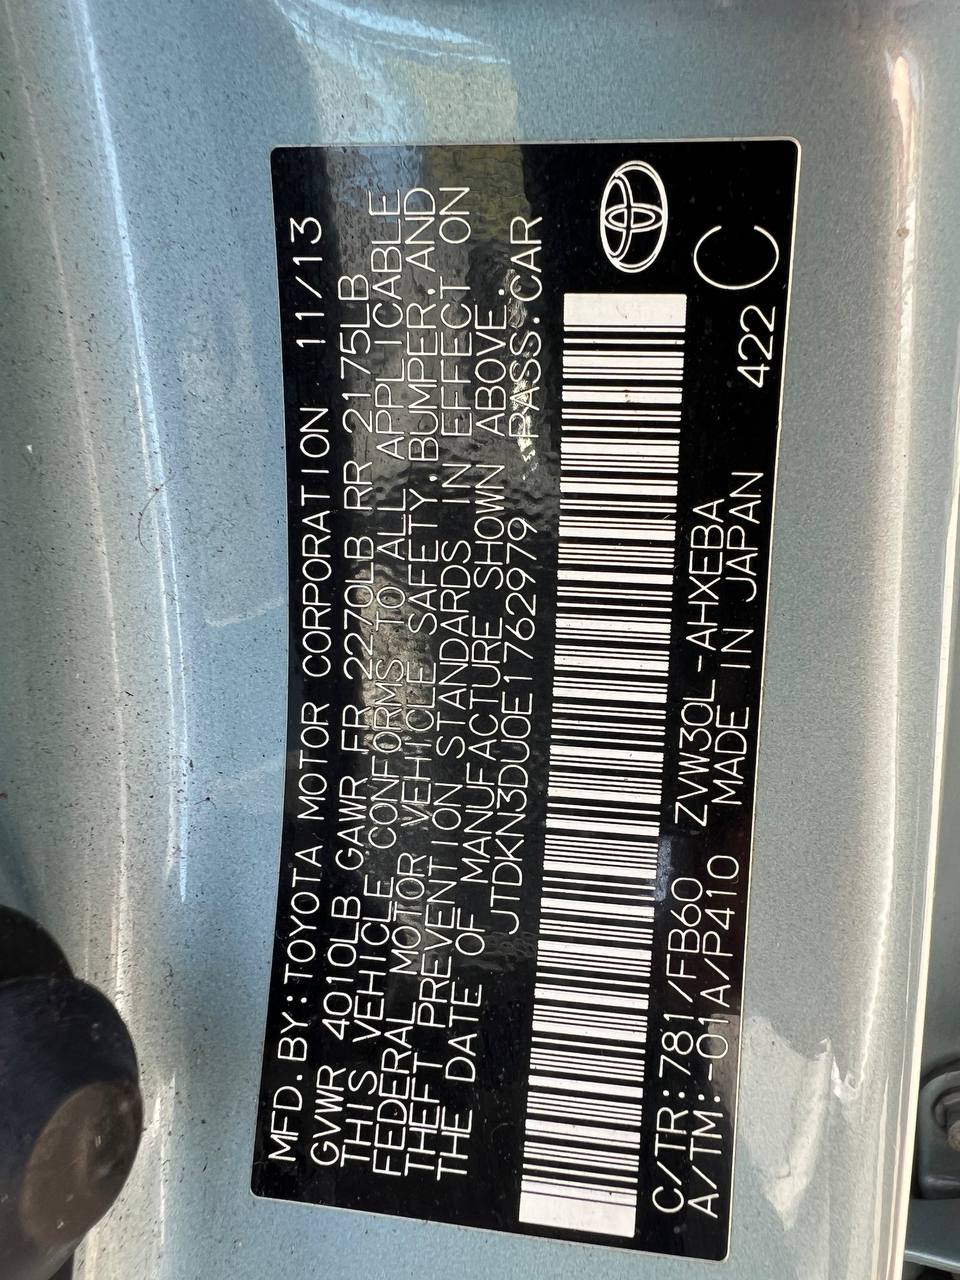 MFD.BY:TOYOTA MOTOR CORPORATION 11/13
GVWR 4010LB GAWR FR 2270LB RR 2175LB
THIS VEHICLE CONFORMS TO ALL APPLICABLE
FEDERAL MOTOR VEHICLE SAFETY,BUMPER,AND
THEFT PREVENTION STANDARDS IN EFFECT ON
THE DATE OF MANUFACTURE SHOWN ABOVE.
JTDKN3DU0E1762979 PASS.CAR
C/TR:781/FB60 ZVW30L-AHXEBA
A/TM:-01A/P410 MADE IN JAPAN 422 C